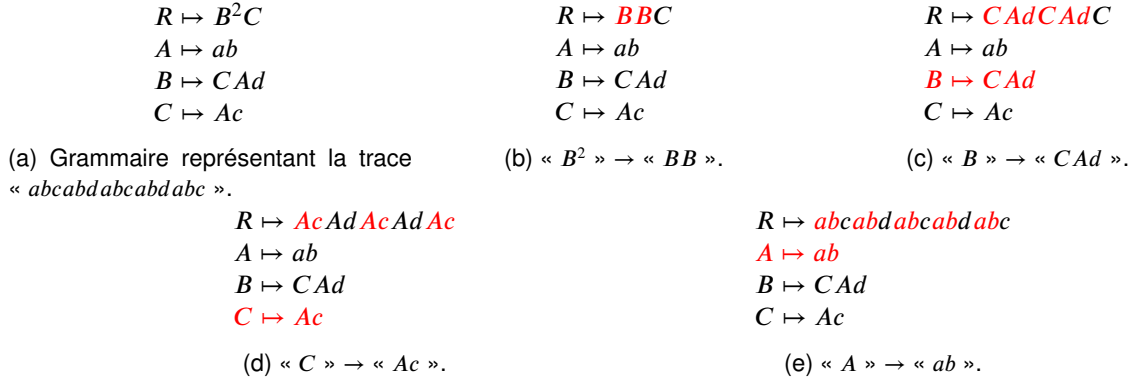 R ↦ B²C
A ↦ ab
B ↦ CAd
C ↦ Ac
(a) Grammaire représentant la trace
« abcabdabcabdabc ».
R ↦ BBC
A ↦ ab
B ↦ CAd
C ↦ Ac
(b) « B² » → « BB ».
R ↦ CAdCAdC
A ↦ ab
B ↦ CAd
C ↦ Ac
(c) « B » → « CAd ».
R ↦ AcAdAcAdAc
A ↦ ab
B ↦ CAd
C ↦ Ac
(d) « C » → « Ac ».
R ↦ abcabdabcabdabc
A ↦ ab
B ↦ CAd
C ↦ Ac
(e) « A » → « ab ».